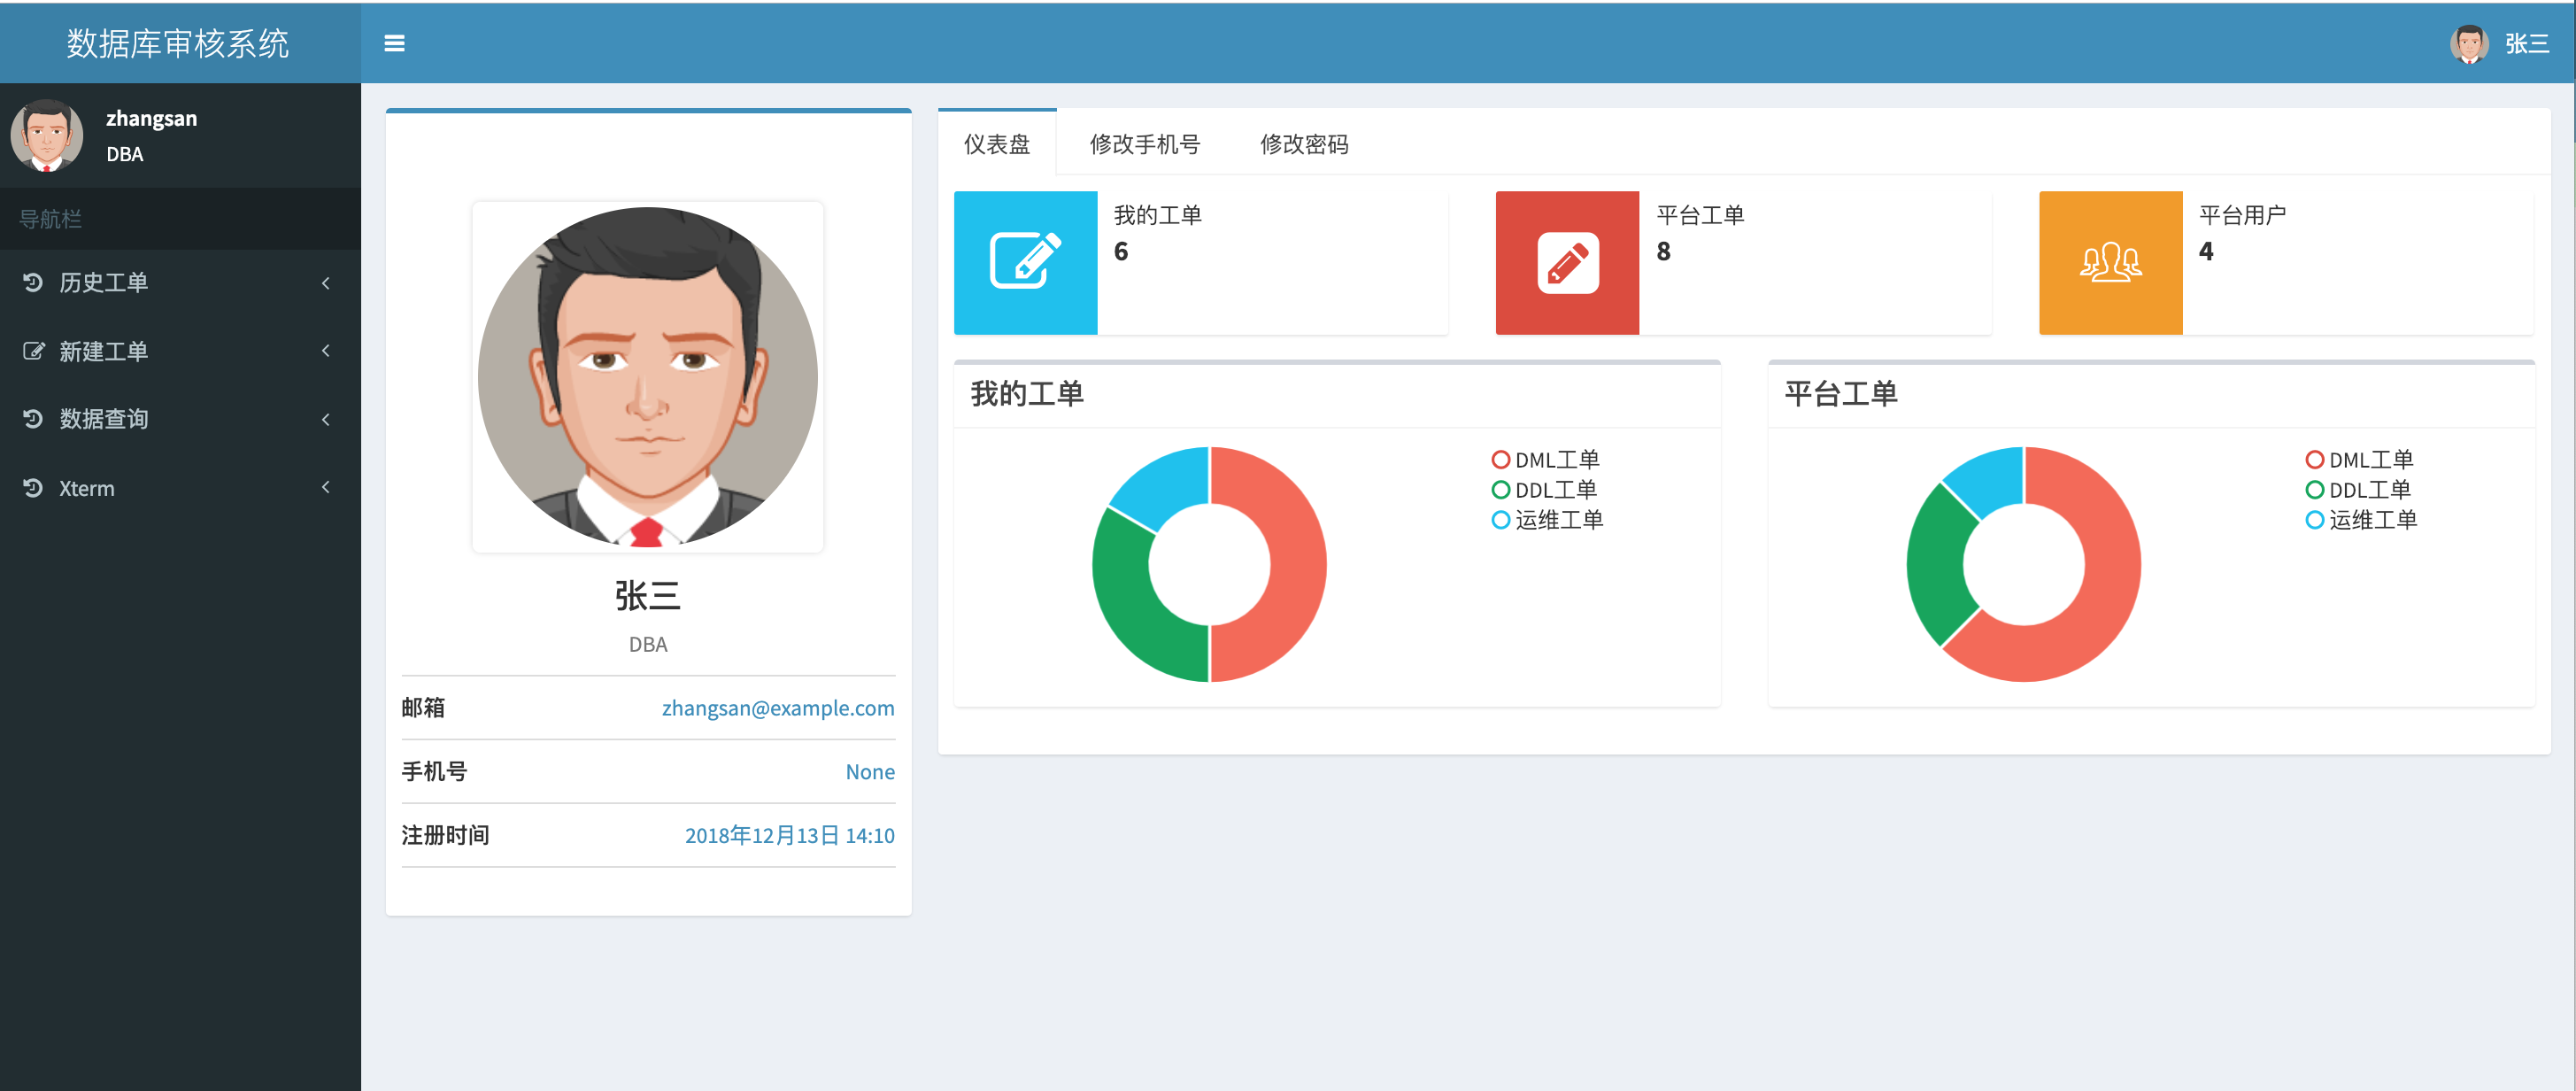 数据库审核系统
张三
zhangsan
DBA
导航栏
历史工单
新建工单
数据查询
Xterm
张三
DBA
邮箱 zhangsan@example.com
手机号 None
注册时间 2018年12月13日 14:10
仪表盘 修改手机号 修改密码
我的工单
6
平台工单
8
平台用户
4
我的工单
DML工单
DDL工单
运维工单
平台工单
DML工单
DDL工单
运维工单